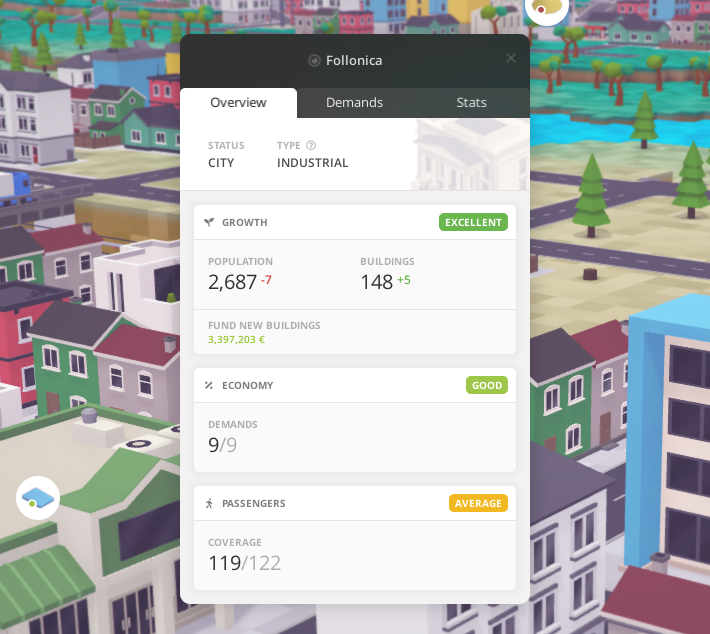 Follonica
Overview Demands Stats
STATUS TYPE ?
CITY INDUSTRIAL
GROWTH EXCELLENT
POPULATION BUILDINGS
2,687 -7 148 +5
FUND NEW BUILDINGS
3,397,203 €
ECONOMY GOOD
DEMANDS
9/9
PASSENGERS AVERAGE
COVERAGE
119/122